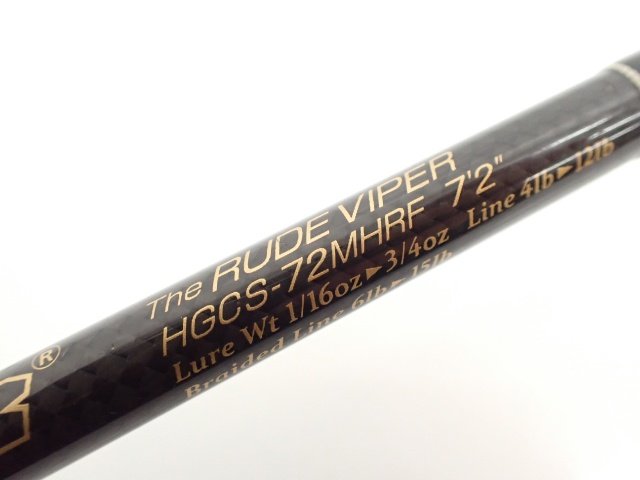 The RUDE VIPER
HGCS-72MHRF 7'2"
Lure Wt 1/16oz▶3/4oz Line 4lb▶12lb
Braided Line 6lb▶15lb
®